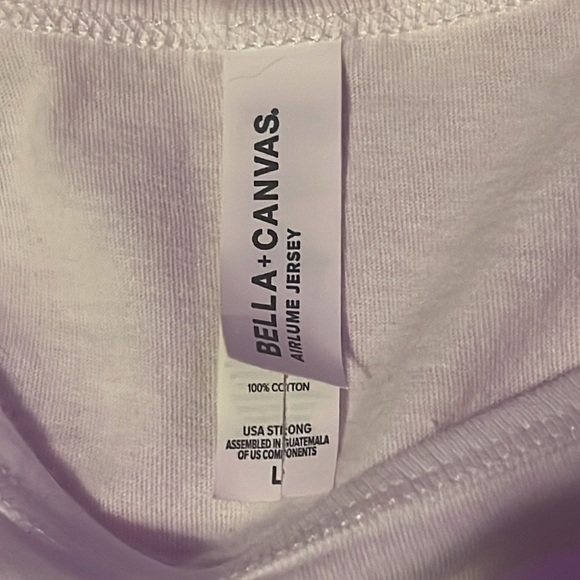 BELLA+CANVAS.
AIRLUME JERSEY
100% COTTON
USA STRONG
ASSEMBLED IN GUATEMALA
OF US COMPONENTS
L